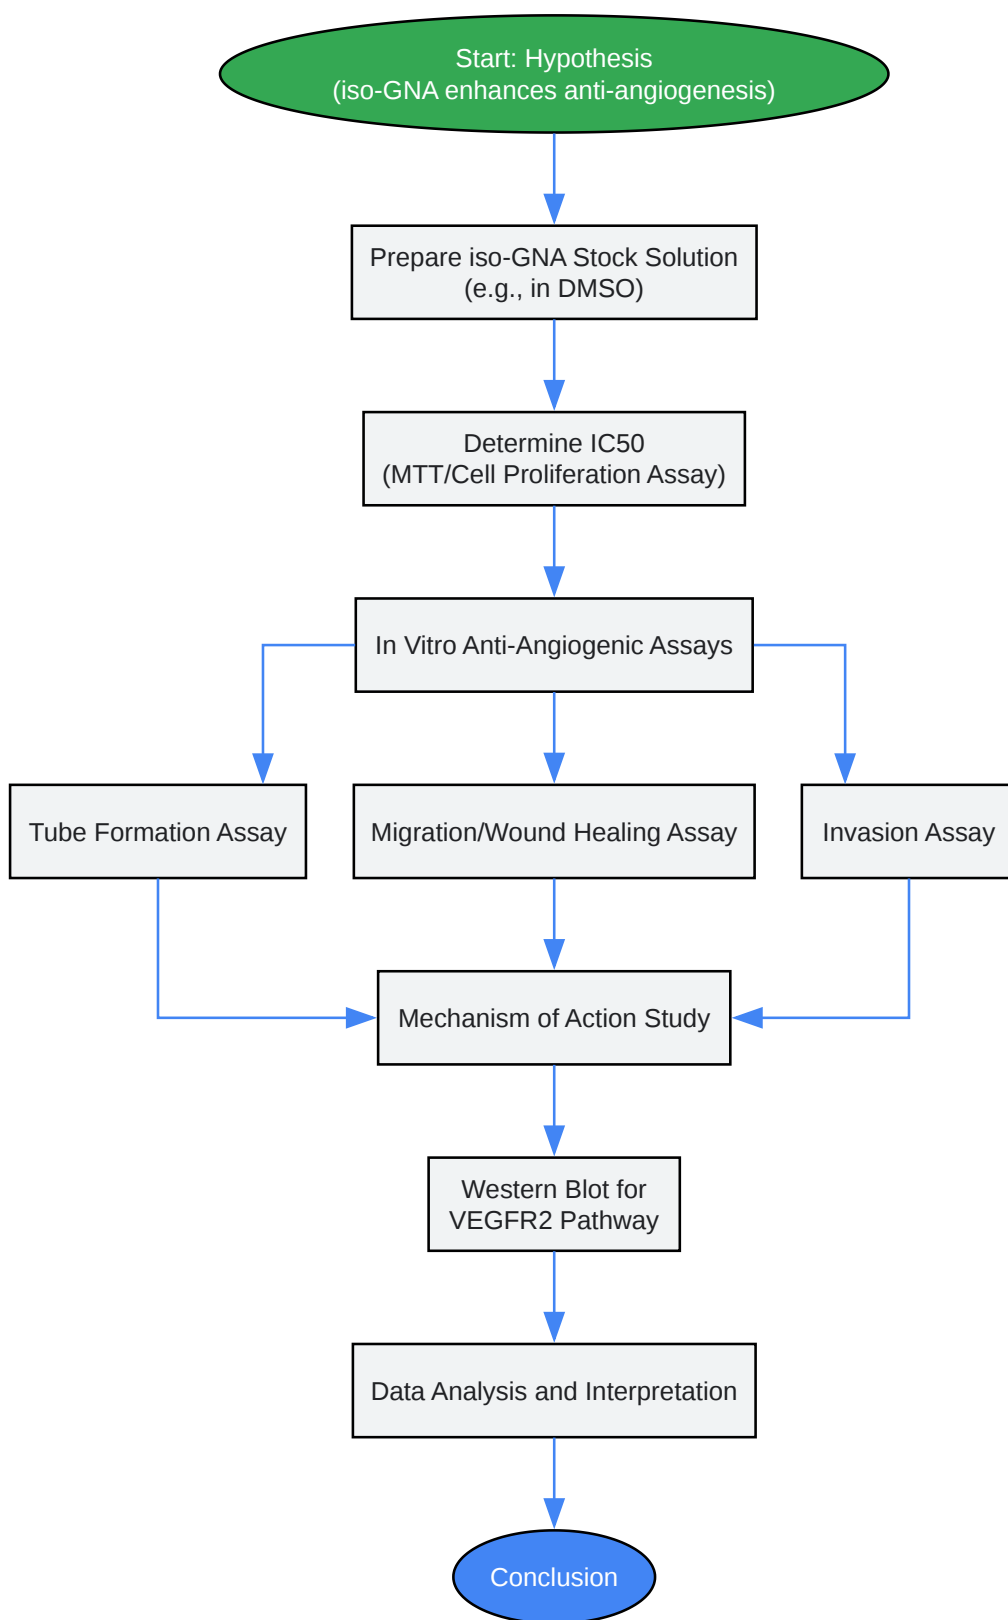 Start: Hypothesis
(iso-GNA enhances anti-angiogenesis)
Prepare iso-GNA Stock Solution
(e.g., in DMSO)
Determine IC50
(MTT/Cell Proliferation Assay)
In Vitro Anti-Angiogenic Assays
Tube Formation Assay
Migration/Wound Healing Assay
Invasion Assay
Mechanism of Action Study
Western Blot for
VEGFR2 Pathway
Data Analysis and Interpretation
Conclusion